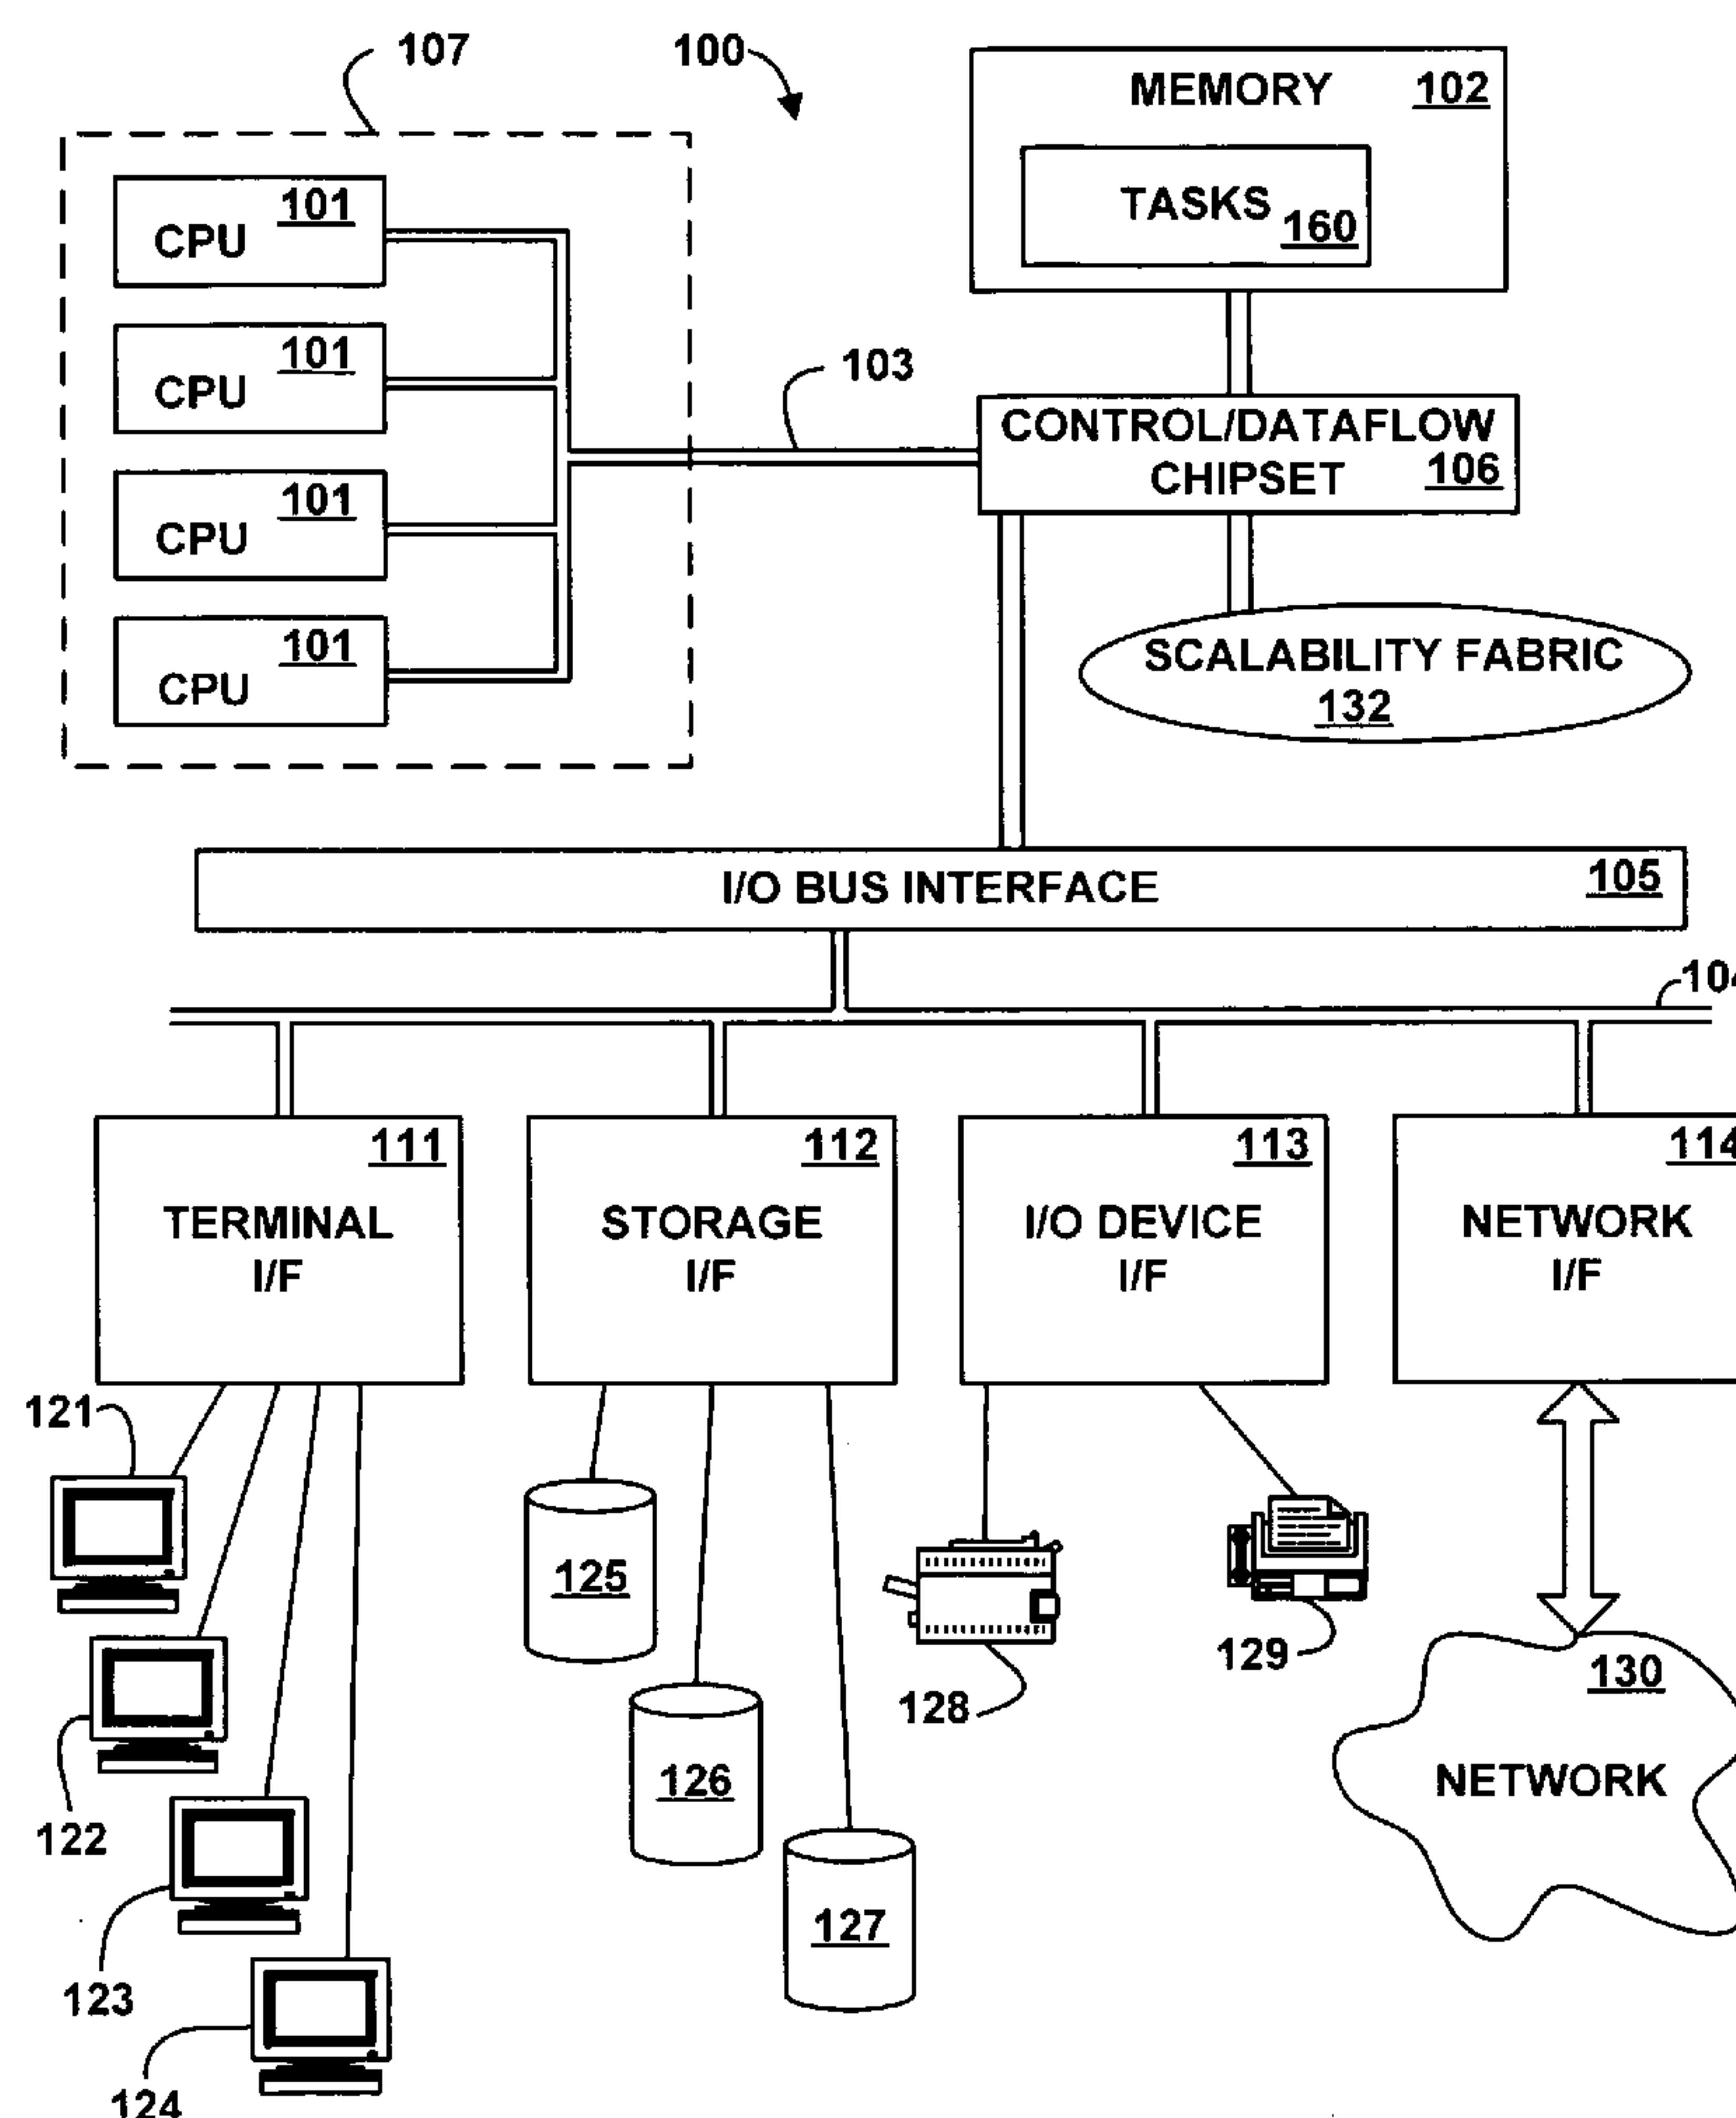 107
100
MEMORY 102
TASKS
160
101
CPU
101
CPU
101
CPU
101
CPU
103
CONTROL/DATAFLOW
CHIPSET 106
SCALABILITY FABRIC
132
I/O BUS INTERFACE 105
104
111
TERMINAL
I/F
112
STORAGE
I/F
113
I/O DEVICE
I/F
114
NETWORK
I/F
121
122
123
124
125
126
127
128
129
130
NETWORK